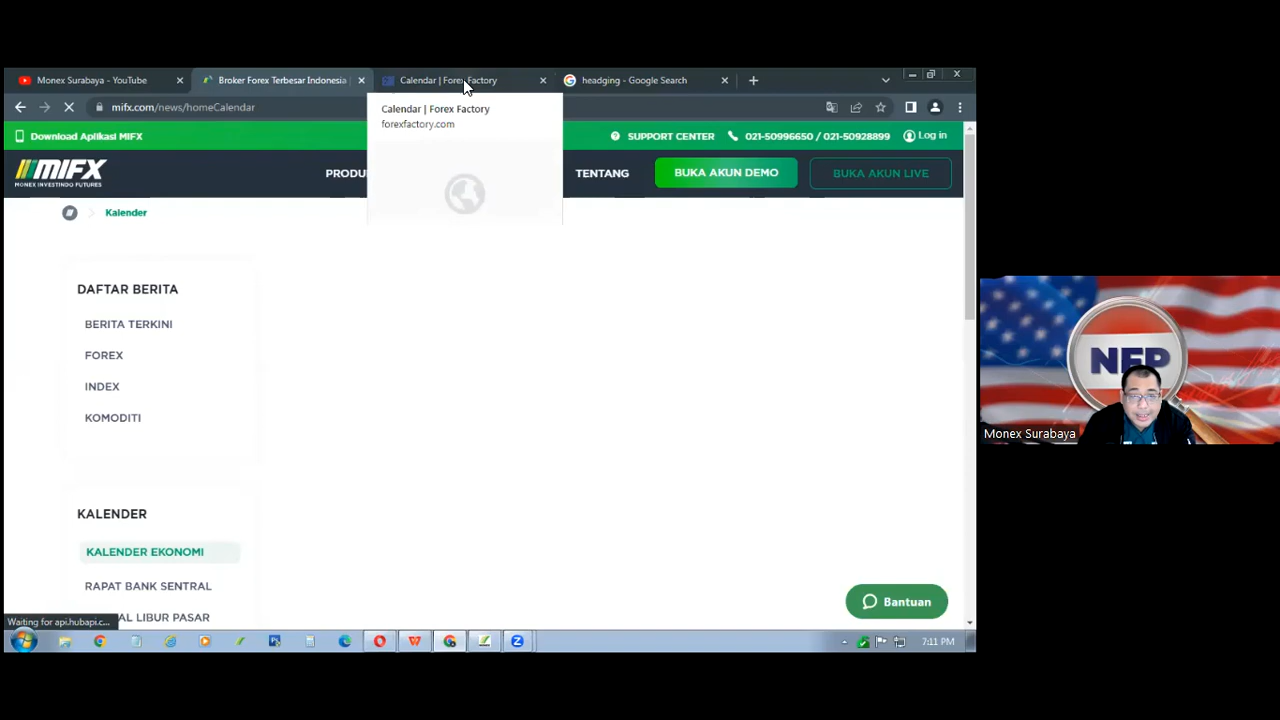 Monex Surabaya - YouTube
Broker Forex Terbesar Indonesia |
Calendar | Forex Factory
headging - Google Search
mifx.com/news/homeCalendar
Calendar | Forex Factory
forexfactory.com
Download Aplikasi MIFX
SUPPORT CENTER
021-50996650 / 021-50928899
Log in
MIFX
MONEX INVESTINDO FUTURES
PRODU
TENTANG
BUKA AKUN DEMO
BUKA AKUN LIVE
Kalender
DAFTAR BERITA
BERITA TERKINI
FOREX
INDEX
KOMODITI
KALENDER
KALENDER EKONOMI
RAPAT BANK SENTRAL
AL LIBUR PASAR
Bantuan
Waiting for api.hubapi.c...
7:11 PM
NFP
Monex Surabaya